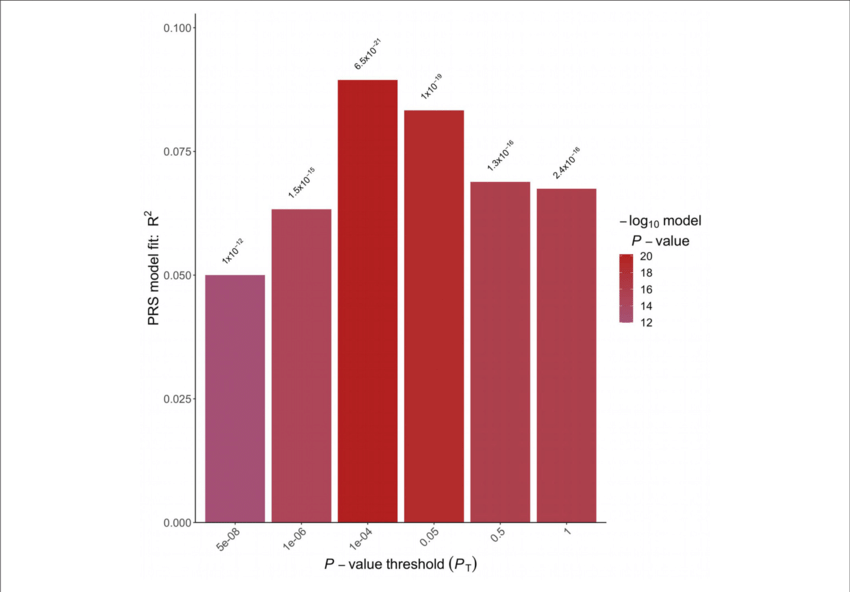 0.100
0.075
0.050
0.025
0.000
PRS model fit: R²
1x10⁻¹²
1.5x10⁻¹⁵
6.5x10⁻²¹
1x10⁻¹⁹
1.3x10⁻¹⁶
2.4x10⁻¹⁶
5e-08
1e-06
1e-04
0.05
0.5
1
P – value threshold (P_T)
– log₁₀ model
P – value
20
18
16
14
12